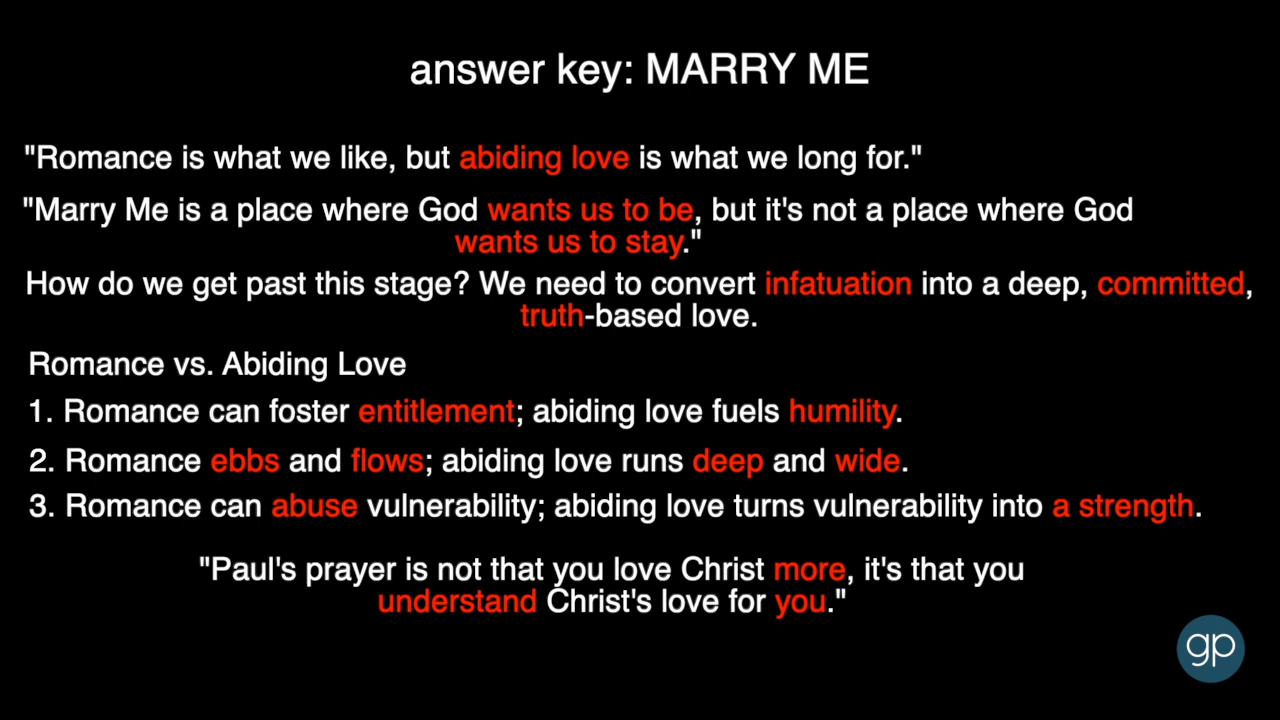 answer key: MARRY ME
"Romance is what we like, but abiding love is what we long for."
"Marry Me is a place where God wants us to be, but it's not a place where God
wants us to stay."
How do we get past this stage? We need to convert infatuation into a deep, committed,
truth-based love.
Romance vs. Abiding Love
1. Romance can foster entitlement; abiding love fuels humility.
2. Romance ebbs and flows; abiding love runs deep and wide.
3. Romance can abuse vulnerability; abiding love turns vulnerability into a strength.
"Paul's prayer is not that you love Christ more, it's that you
understand Christ's love for you."
gp